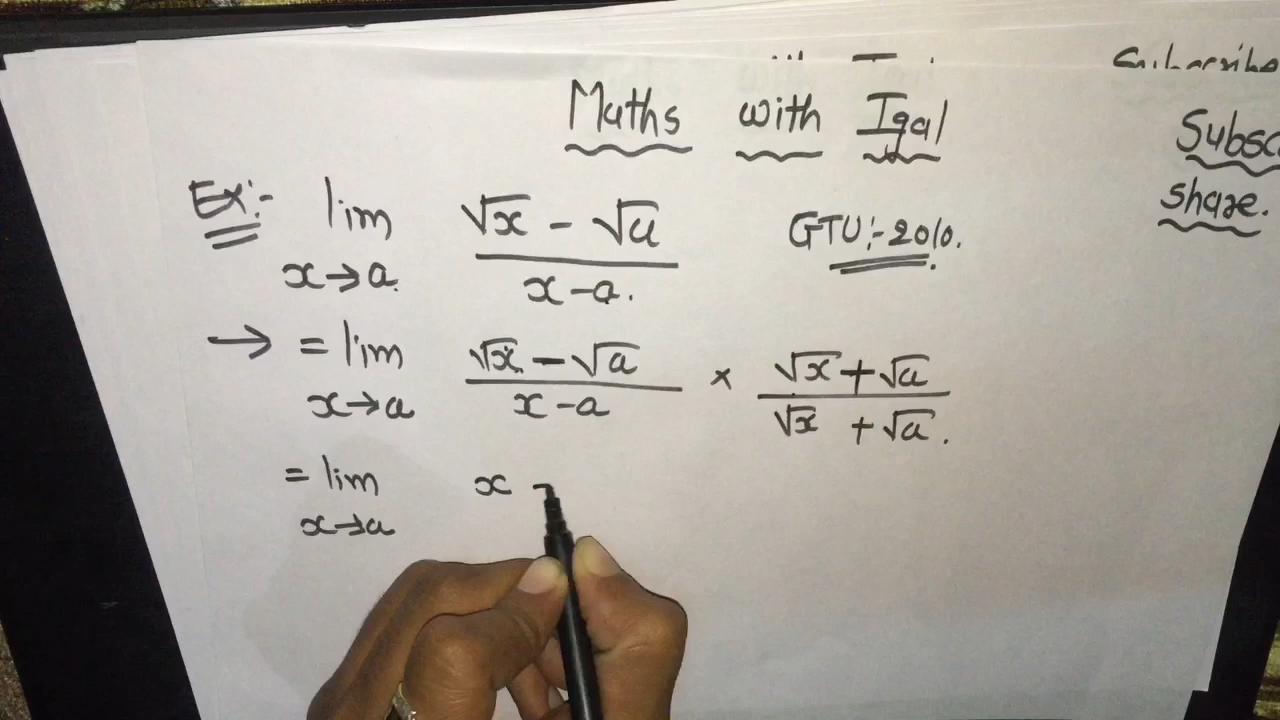 Maths with Iqal
Subsc
share.
Ex:- lim x→a √x - √a / x-a. GTU:-2010.
→ = lim x→a √x - √a / x-a × √x + √a / √x + √a.
= lim x→a x -